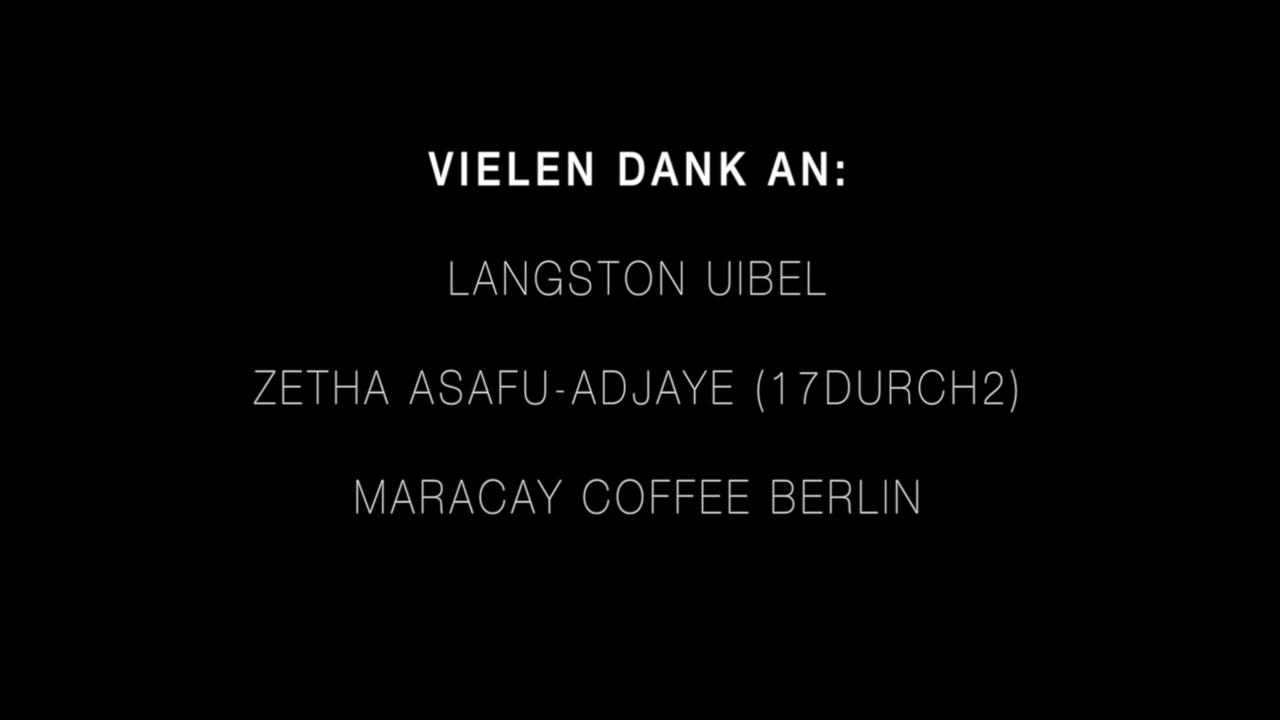 VIELEN DANK AN:
LANGSTON UIBEL
ZETHA ASAFU-ADJAYE (17DURCH2)
MARACAY COFFEE BERLIN